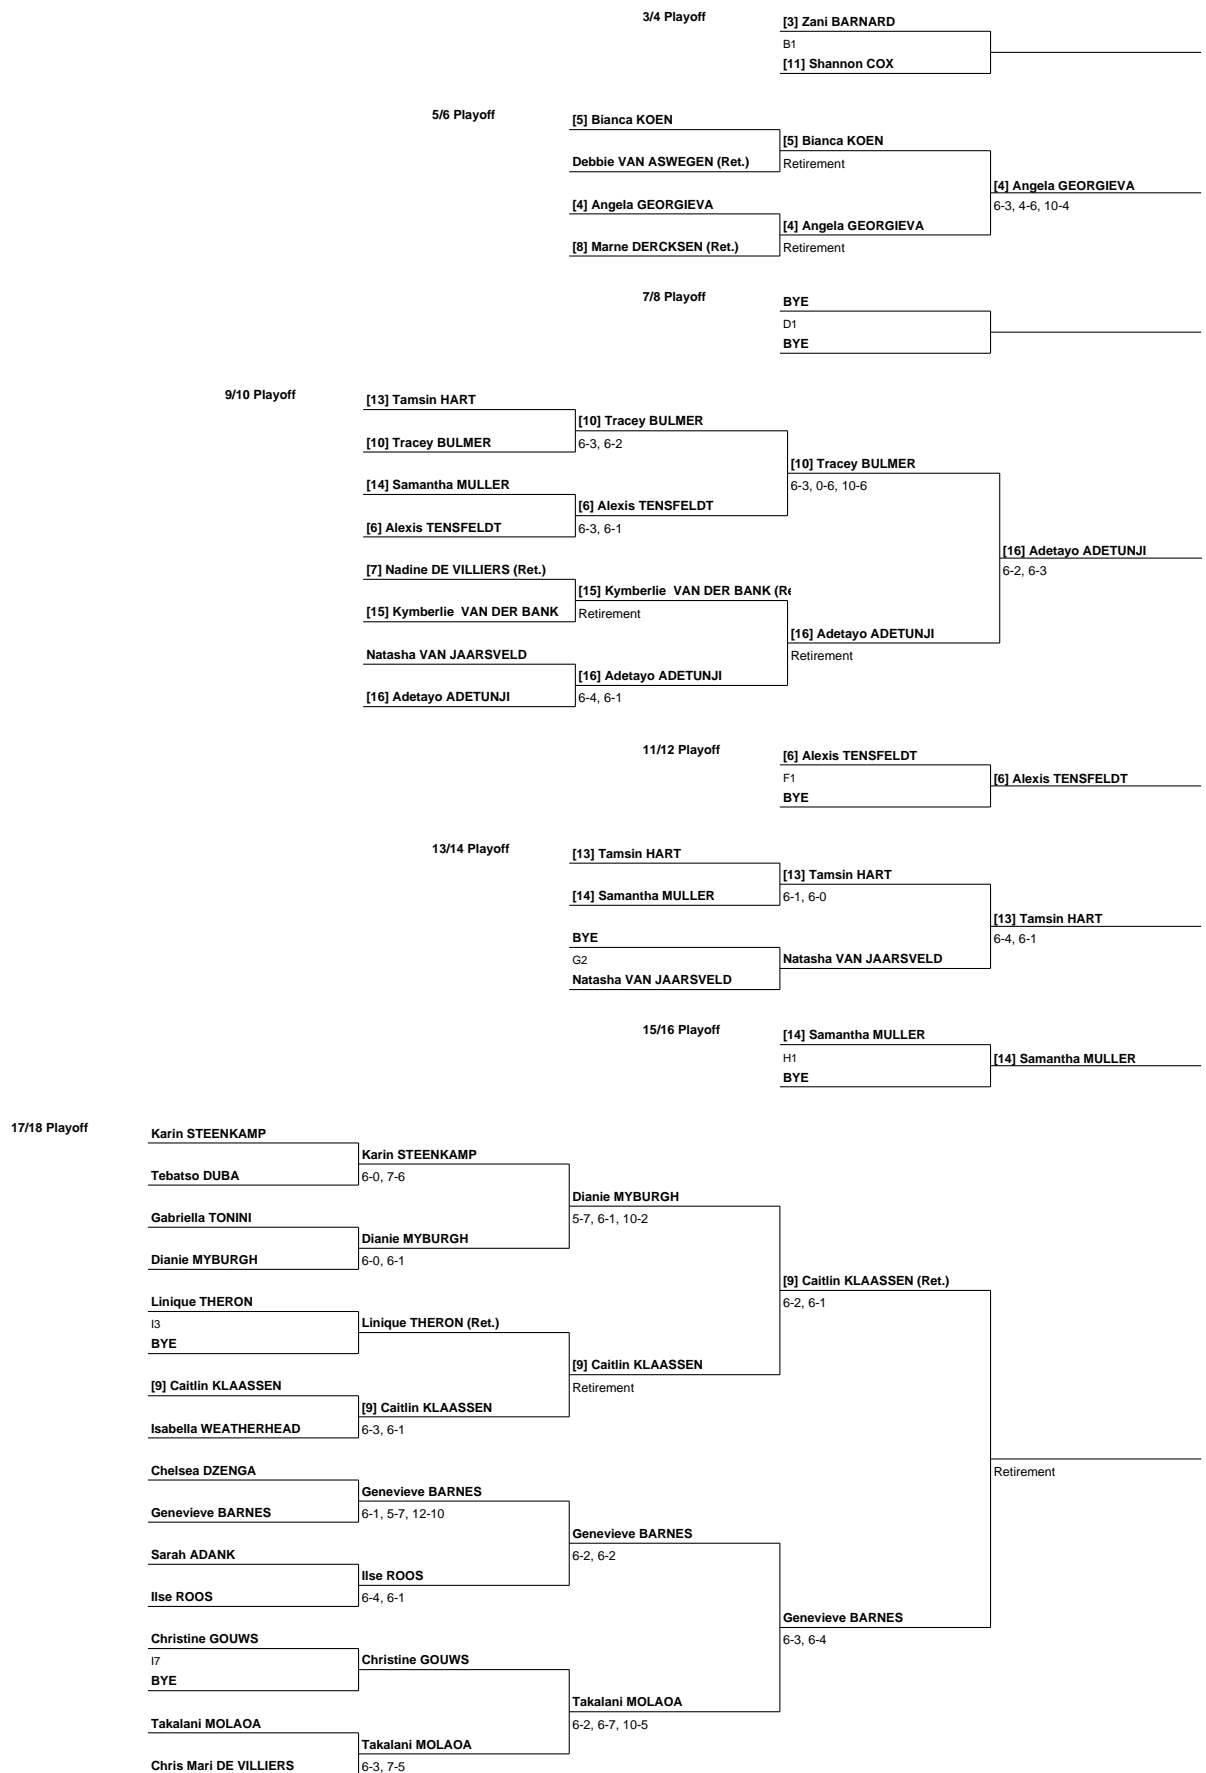 3/4 Playoff
[3] Zani BARNARD
B1
[11] Shannon COX
5/6 Playoff
[5] Bianca KOEN
[5] Bianca KOEN
Debbie VAN ASWEGEN (Ret.)
Retirement
[4] Angela GEORGIEVA
[4] Angela GEORGIEVA
6-3, 4-6, 10-4
[4] Angela GEORGIEVA
[8] Marne DERCKSEN (Ret.)
Retirement
7/8 Playoff
BYE
D1
BYE
9/10 Playoff
[13] Tamsin HART
[10] Tracey BULMER
[10] Tracey BULMER
6-3, 6-2
[10] Tracey BULMER
[14] Samantha MULLER
6-3, 0-6, 10-6
[6] Alexis TENSFELDT
[6] Alexis TENSFELDT
6-3, 6-1
[16] Adetayo ADETUNJI
[7] Nadine DE VILLIERS (Ret.)
6-2, 6-3
[15] Kymberlie VAN DER BANK (Re
[15] Kymberlie VAN DER BANK
Retirement
[16] Adetayo ADETUNJI
Natasha VAN JAARSVELD
Retirement
[16] Adetayo ADETUNJI
[16] Adetayo ADETUNJI
6-4, 6-1
11/12 Playoff
[6] Alexis TENSFELDT
F1
[6] Alexis TENSFELDT
BYE
13/14 Playoff
[13] Tamsin HART
[13] Tamsin HART
[14] Samantha MULLER
6-1, 6-0
[13] Tamsin HART
BYE
6-4, 6-1
G2
Natasha VAN JAARSVELD
Natasha VAN JAARSVELD
15/16 Playoff
[14] Samantha MULLER
H1
[14] Samantha MULLER
BYE
17/18 Playoff
Karin STEENKAMP
Karin STEENKAMP
Tebatso DUBA
6-0, 7-6
Dianie MYBURGH
Gabriella TONINI
5-7, 6-1, 10-2
Dianie MYBURGH
Dianie MYBURGH
6-0, 6-1
[9] Caitlin KLAASSEN (Ret.)
Linique THERON
6-2, 6-1
I3
Linique THERON (Ret.)
BYE
[9] Caitlin KLAASSEN
[9] Caitlin KLAASSEN
Retirement
[9] Caitlin KLAASSEN
Isabella WEATHERHEAD
6-3, 6-1
Chelsea DZENGA
Retirement
Genevieve BARNES
Genevieve BARNES
6-1, 5-7, 12-10
Genevieve BARNES
Sarah ADANK
6-2, 6-2
Ilse ROOS
Ilse ROOS
6-4, 6-1
Genevieve BARNES
Christine GOUWS
6-3, 6-4
I7
Christine GOUWS
BYE
Takalani MOLAOA
Takalani MOLAOA
6-2, 6-7, 10-5
Takalani MOLAOA
Chris Mari DE VILLIERS
6-3, 7-5